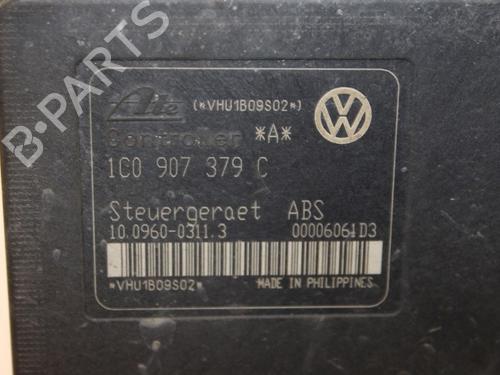 B-PARTS
Ate (*VHU1B09S02*)
Controller *A*
1C0 907 379 C
Steuergeraet ABS
10.0960-0311.3 00006061D3
*VHU1B09S02* MADE IN PHILIPPINES